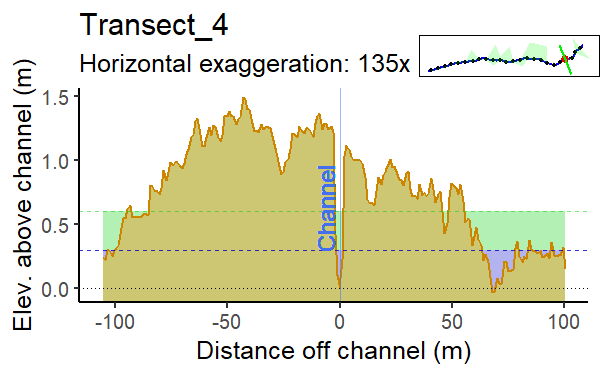 Transect_4
Horizontal exaggeration: 135x
Elev. above channel (m)
1.5
1.0
0.5
0.0
Channel
-100
-50
0
50
100
Distance off channel (m)